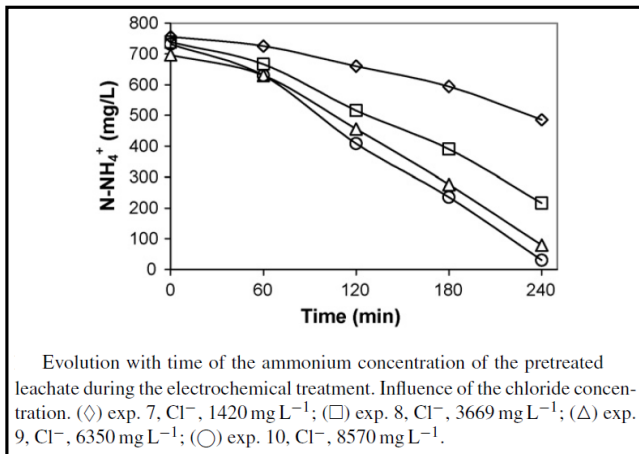 800
700
600
500
400
300
200
100
0
N-NH₄⁺ (mg/L)
0 60 120 180 240
Time (min)
Evolution with time of the ammonium concentration of the pretreated
leachate during the electrochemical treatment. Influence of the chloride concen-
tration. (◇) exp. 7, Cl⁻, 1420 mg L⁻¹; (□) exp. 8, Cl⁻, 3669 mg L⁻¹; (△) exp.
9, Cl⁻, 6350 mg L⁻¹; (○) exp. 10, Cl⁻, 8570 mg L⁻¹.